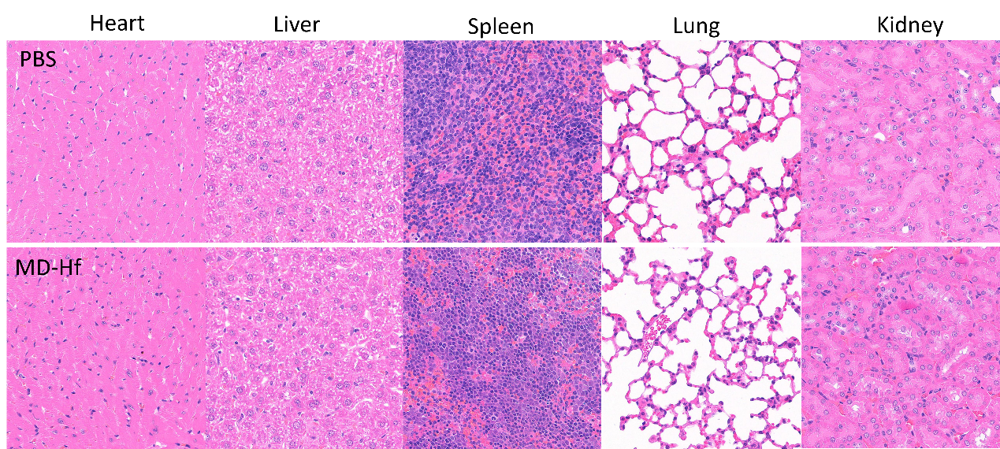 Heart Liver Spleen Lung Kidney
PBS
MD-Hf